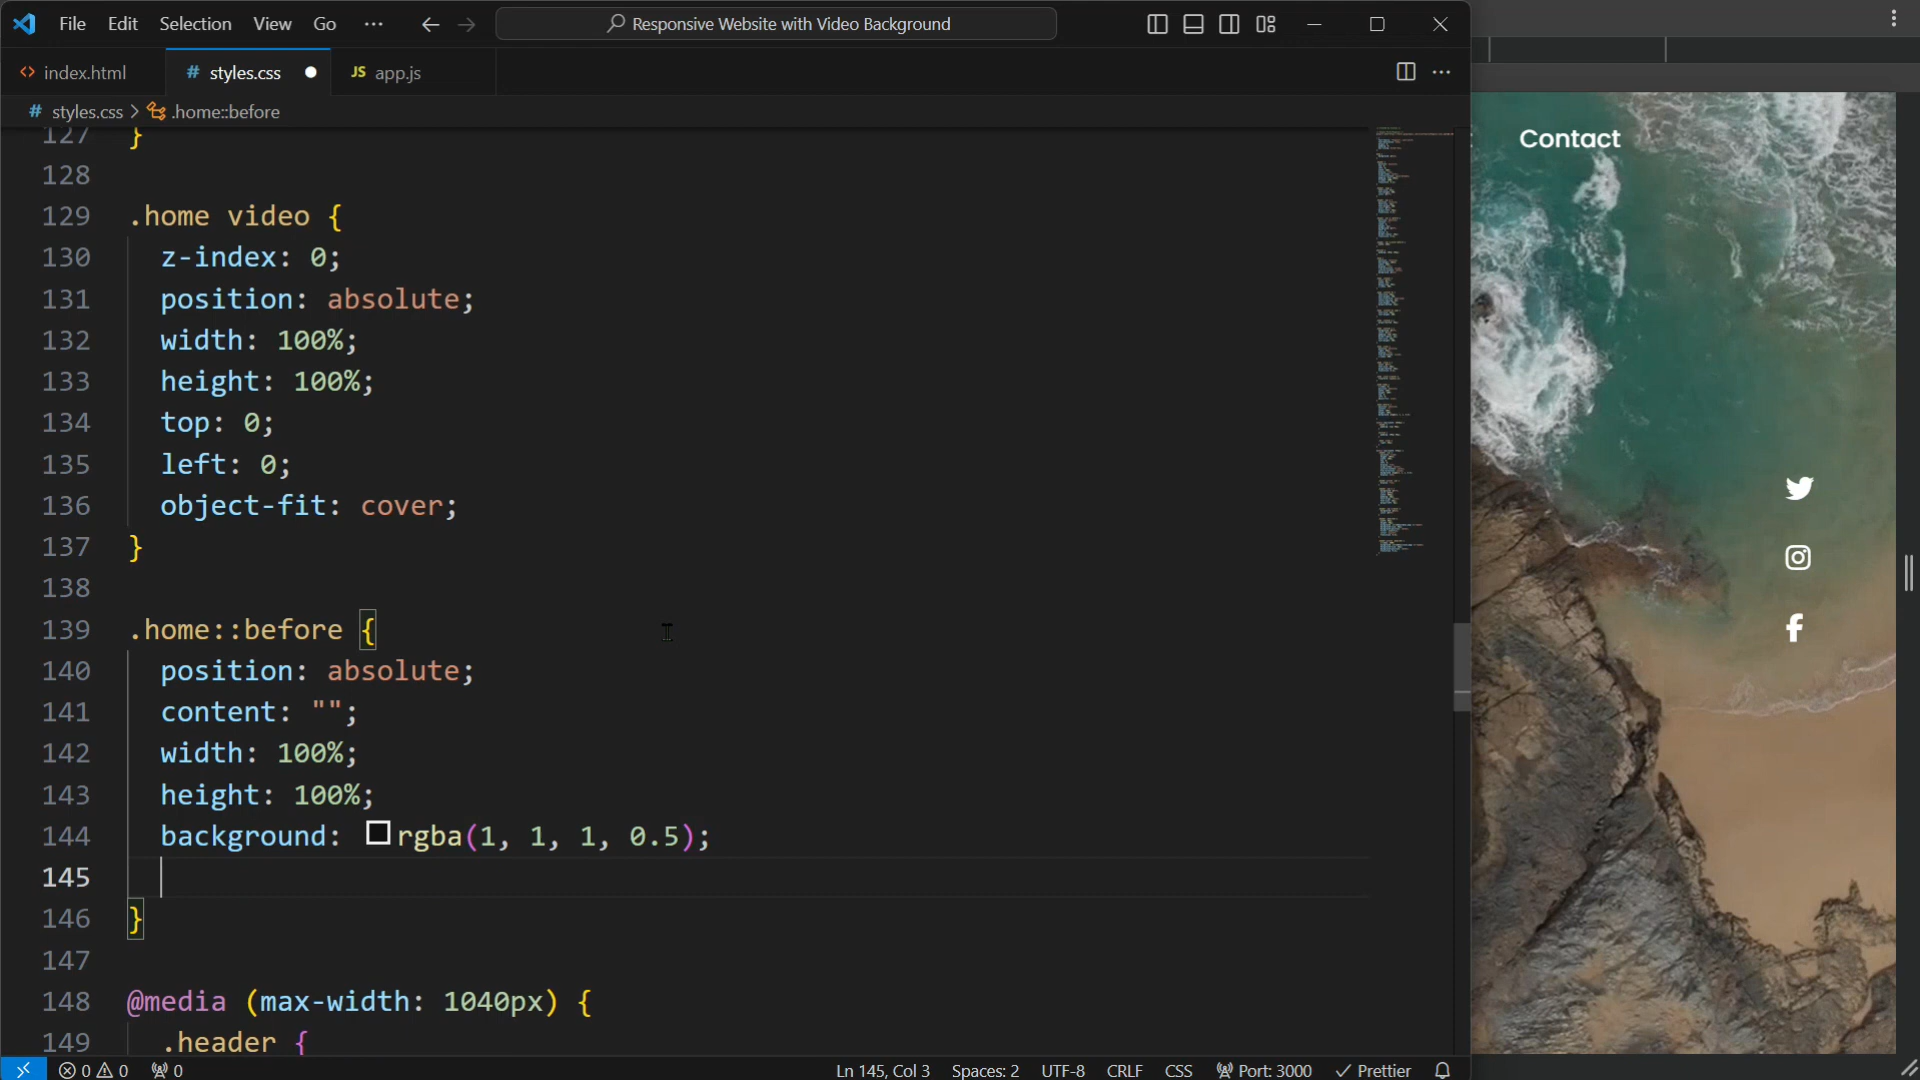 File Edit Selection View Go ··· Responsive Website with Video Background
index.html styles.css app.js
styles.css > .home::before
127 }
128
129 .home video {
130 z-index: 0;
131 position: absolute;
132 width: 100%;
133 height: 100%;
134 top: 0;
135 left: 0;
136 object-fit: cover;
137 }
138
139 .home::before {
140 position: absolute;
141 content: "";
142 width: 100%;
143 height: 100%;
144 background: rgba(1, 1, 1, 0.5);
145
146 }
147
148 @media (max-width: 1040px) {
149 .header {
0 0 0 Ln 145, Col 3 Spaces: 2 UTF-8 CRLF CSS Port: 3000 Prettier
Contact